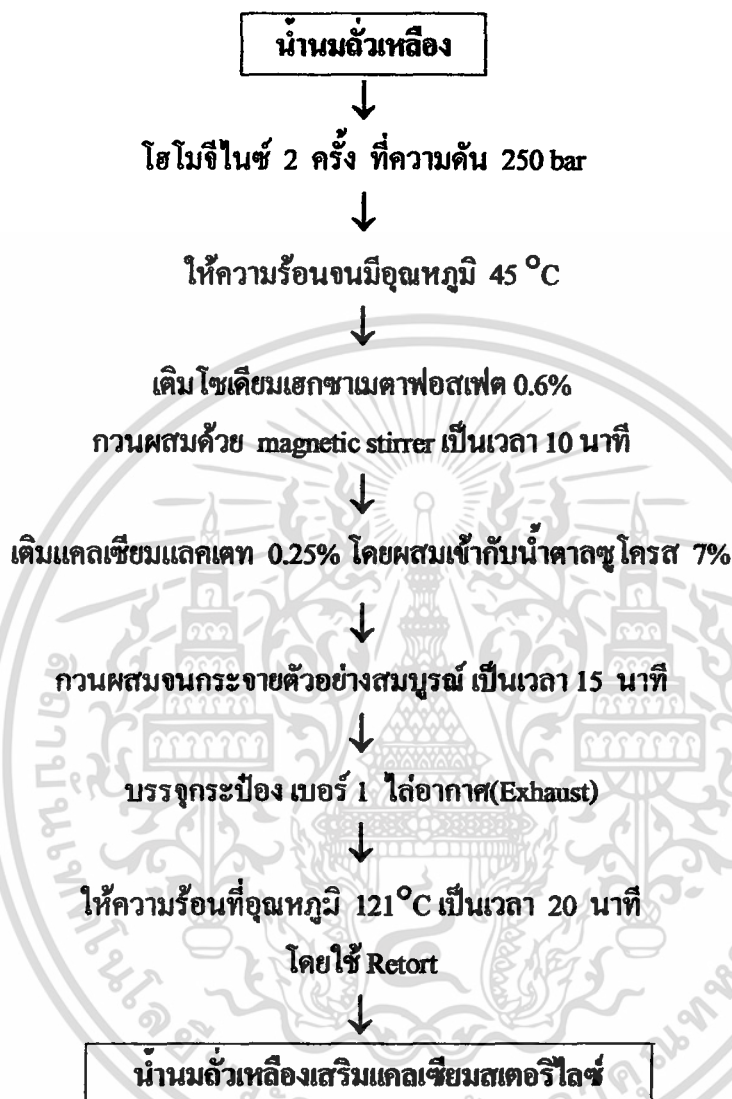 น้ำนมถั่วเหลือง
โฮโมจีไนซ์ 2 ครั้ง ที่ความดัน 250 bar
ให้ความร้อนจนมีอุณหภูมิ 45 °C
เติมโซเดียมเฮกซาเมตาฟอสเฟต 0.6%
กวนผสมด้วย magnetic stirrer เป็นเวลา 10 นาที
เติมแคลเซียมแลคเตท 0.25% โดยผสมเข้ากับน้ำตาลซูโครส 7%
กวนผสมจนกระจายตัวอย่างสมบูรณ์ เป็นเวลา 15 นาที
บรรจุกระป๋อง เบอร์ 1 ไล่อากาศ(Exhaust)
ให้ความร้อนที่อุณหภูมิ 121°C เป็นเวลา 20 นาที
โดยใช้ Retort
น้ำนมถั่วเหลืองเสริมแคลเซียมสเตอริไลซ์